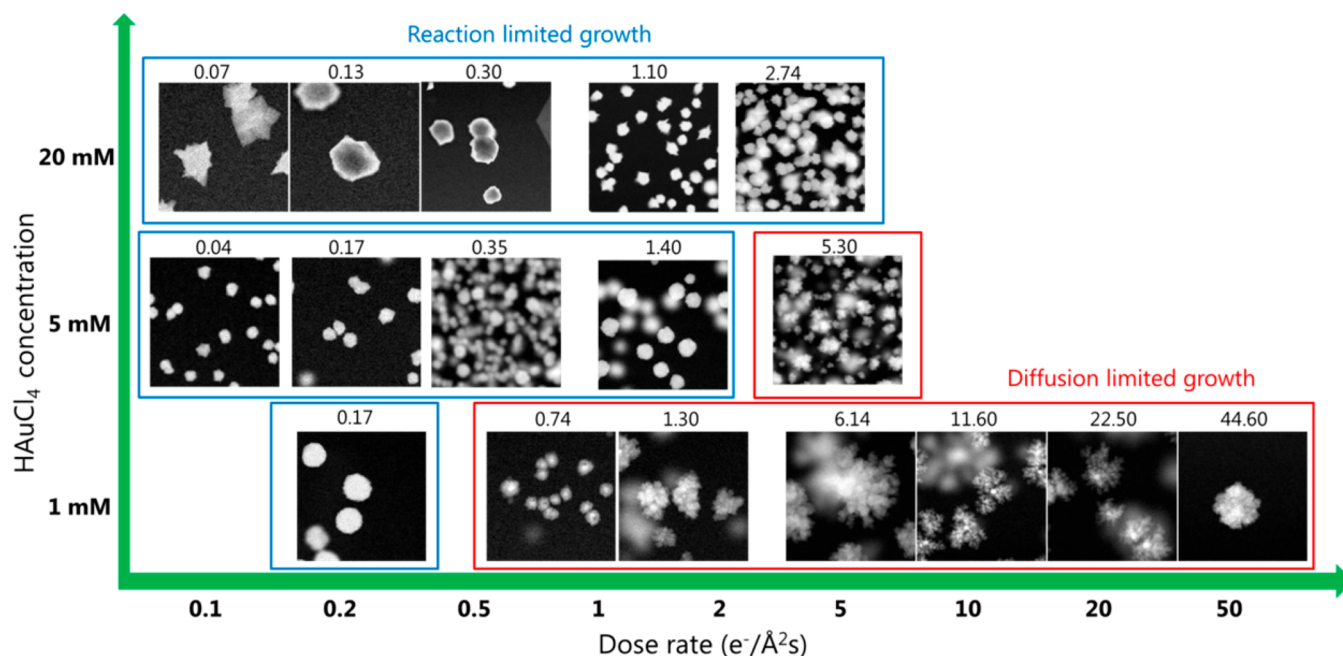 Reaction limited growth
0.07 0.13 0.30 1.10 2.74
20 mM
0.04 0.17 0.35 1.40 5.30
5 mM
Diffusion limited growth
0.17 0.74 1.30 6.14 11.60 22.50 44.60
1 mM
HAuCl₄ concentration
0.1 0.2 0.5 1 2 5 10 20 50
Dose rate (e⁻/Å²s)